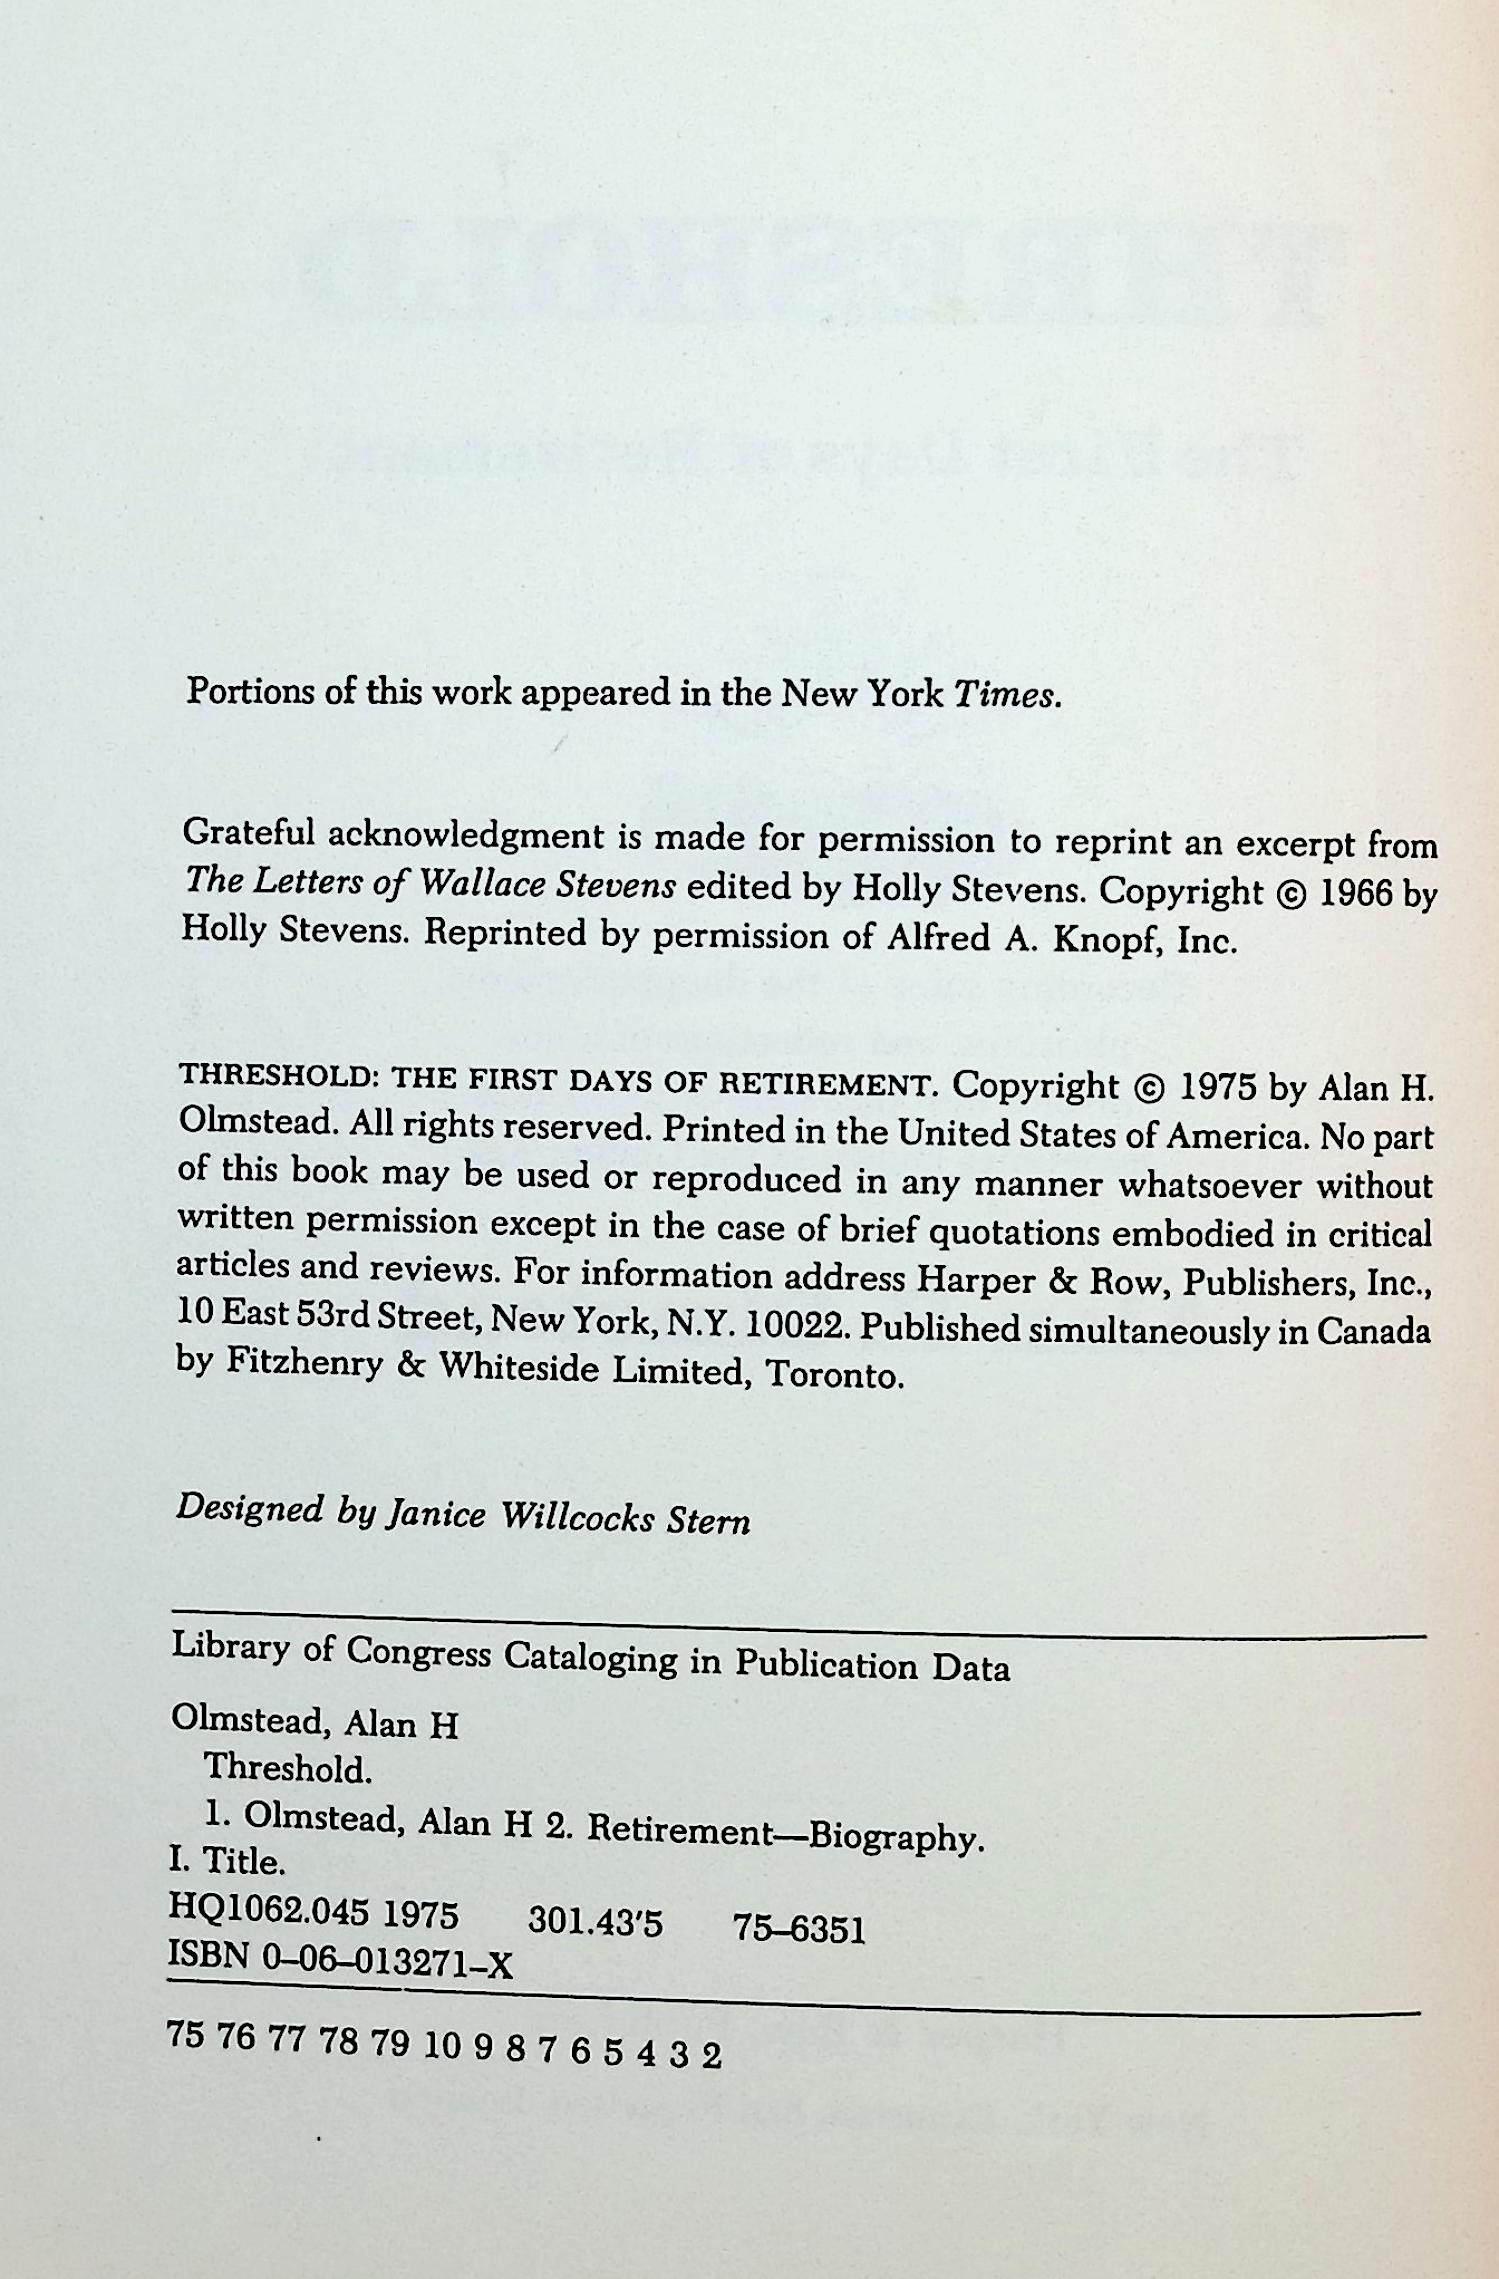 Portions of this work appeared in the New York Times.
Grateful acknowledgment is made for permission to reprint an excerpt from
The Letters of Wallace Stevens edited by Holly Stevens. Copyright © 1966 by
Holly Stevens. Reprinted by permission of Alfred A. Knopf, Inc.
THRESHOLD: THE FIRST DAYS OF RETIREMENT. Copyright © 1975 by Alan H.
Olmstead. All rights reserved. Printed in the United States of America. No part
of this book may be used or reproduced in any manner whatsoever without
written permission except in the case of brief quotations embodied in critical
articles and reviews. For information address Harper & Row, Publishers, Inc.,
10 East 53rd Street, New York, N.Y. 10022. Published simultaneously in Canada
by Fitzhenry & Whiteside Limited, Toronto.
Designed by Janice Willcocks Stern
Library of Congress Cataloging in Publication Data
Olmstead, Alan H
Threshold.
1. Olmstead, Alan H 2. Retirement—Biography.
I. Title.
HQ1062.045 1975 301.43'5 75–6351
ISBN 0–06–013271–X
75 76 77 78 79 10 9 8 7 6 5 4 3 2